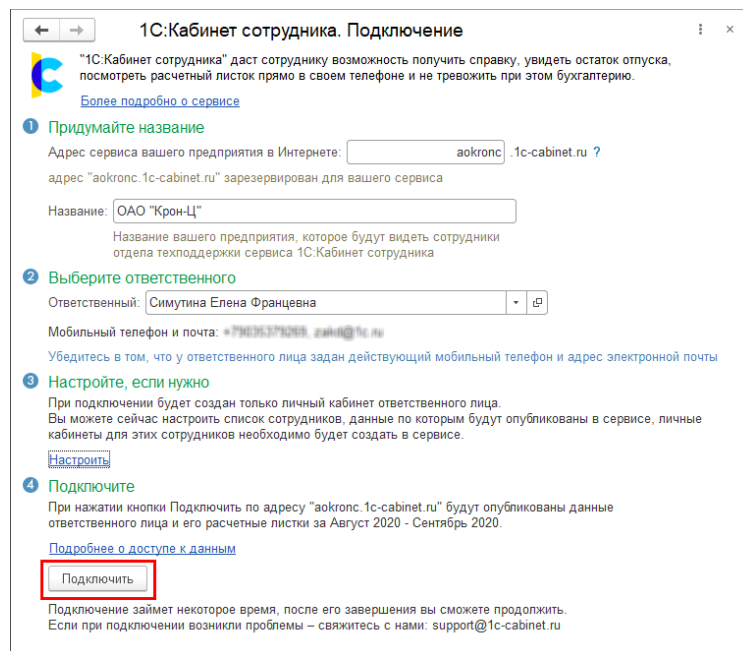 1С:Кабинет сотрудника. Подключение
"1С:Кабинет сотрудника" даст сотруднику возможность получить справку, увидеть остаток отпуска,
посмотреть расчетный листок прямо в своем телефоне и не тревожить при этом бухгалтерию.
Более подробно о сервисе
1 Придумайте название
Адрес сервиса вашего предприятия в Интернете: aokronc .1c-cabinet.ru ?
адрес "aokronc.1c-cabinet.ru" зарезервирован для вашего сервиса
Название: ОАО "Крон-Ц"
Название вашего предприятия, которое будут видеть сотрудники
отдела техподдержки сервиса 1С:Кабинет сотрудника
2 Выберите ответственного
Ответственный: Симутина Елена Францевна
Мобильный телефон и почта:
Убедитесь в том, что у ответственного лица задан действующий мобильный телефон и адрес электронной почты
3 Настройте, если нужно
При подключении будет создан только личный кабинет ответственного лица.
Вы можете сейчас настроить список сотрудников, данные по которым будут опубликованы в сервисе, личные
кабинеты для этих сотрудников необходимо будет создать в сервисе.
Настроить
4 Подключите
При нажатии кнопки Подключить по адресу "aokronc.1c-cabinet.ru" будут опубликованы данные
ответственного лица и его расчетные листки за Август 2020 - Сентябрь 2020.
Подробнее о доступе к данным
Подключить
Подключение займет некоторое время, после его завершения вы сможете продолжить.
Если при подключении возникли проблемы – свяжитесь с нами: support@1c-cabinet.ru